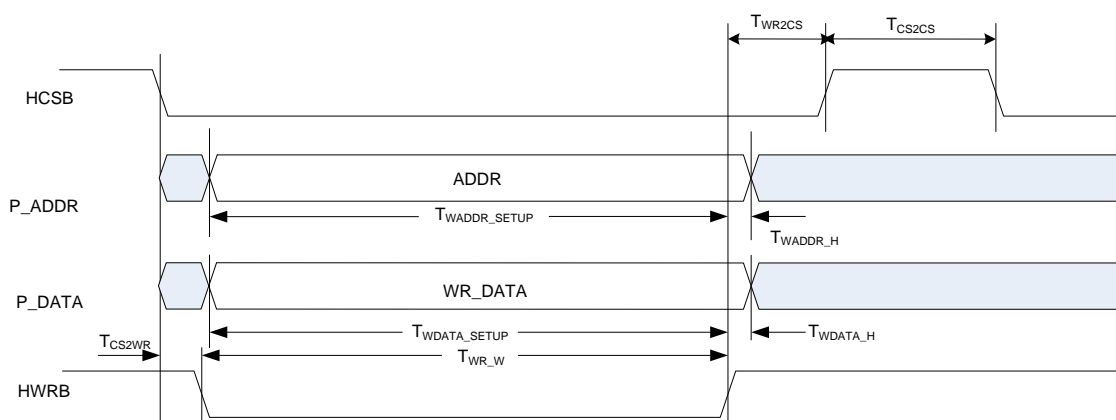 TWR2CS
TCS2CS
HCSB
ADDR
P_ADDR
TWADDR_SETUP
TWADDR_H
WR_DATA
P_DATA
TWDATA_SETUP
TWDATA_H
TCS2WR
TWR_W
HWRB